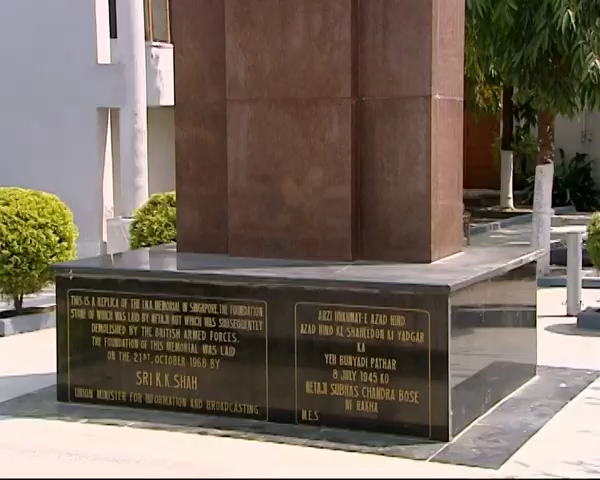 THIS IS A REPLICA OF THE I.N.A MEMORIAL IN SINGAPORE. THE FOUNDATION
STONE OF WHICH WAS LAID BY NETAJI BUT WHICH WAS SUBSEQUENTLY
DEMOLISHED BY THE BRITISH ARMED FORCES.
THE FOUNDATION OF THIS MEMORIAL WAS LAID
ON THE 21ST. OCTOBER 1968 BY
SRI K.K. SHAH
UNION MINISTER FOR INFORMATION AND BROADCASTING.
ARZI HUKUMAT-E AZAD HIND
AZAD HIND KE SHAHEEDON KI YADGAR
KA
YEH BUNYADI PATHAR
8 JULY 1945 KO
NETAJI SUBHAS CHANDRA BOSE
NE RAKHA
M.E.S